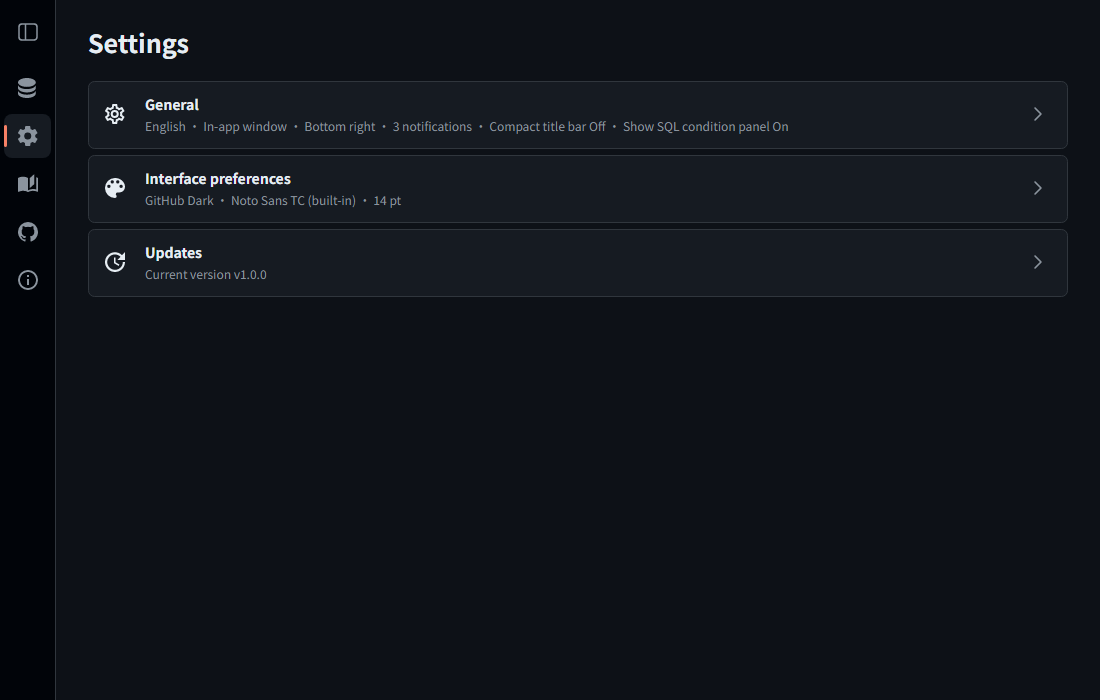 Settings
General
English • In-app window • Bottom right • 3 notifications • Compact title bar Off • Show SQL condition panel On
Interface preferences
GitHub Dark • Noto Sans TC (built-in) • 14 pt
Updates
Current version v1.0.0